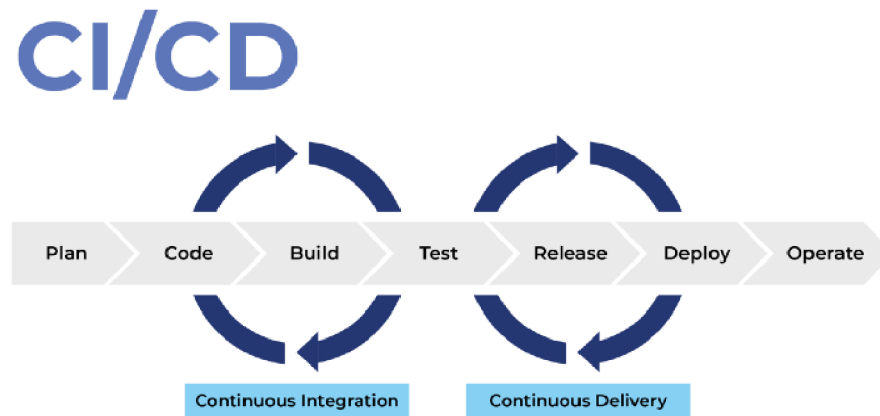 CI/CD
Plan Code Build Test Release Deploy Operate
Continuous Integration Continuous Delivery